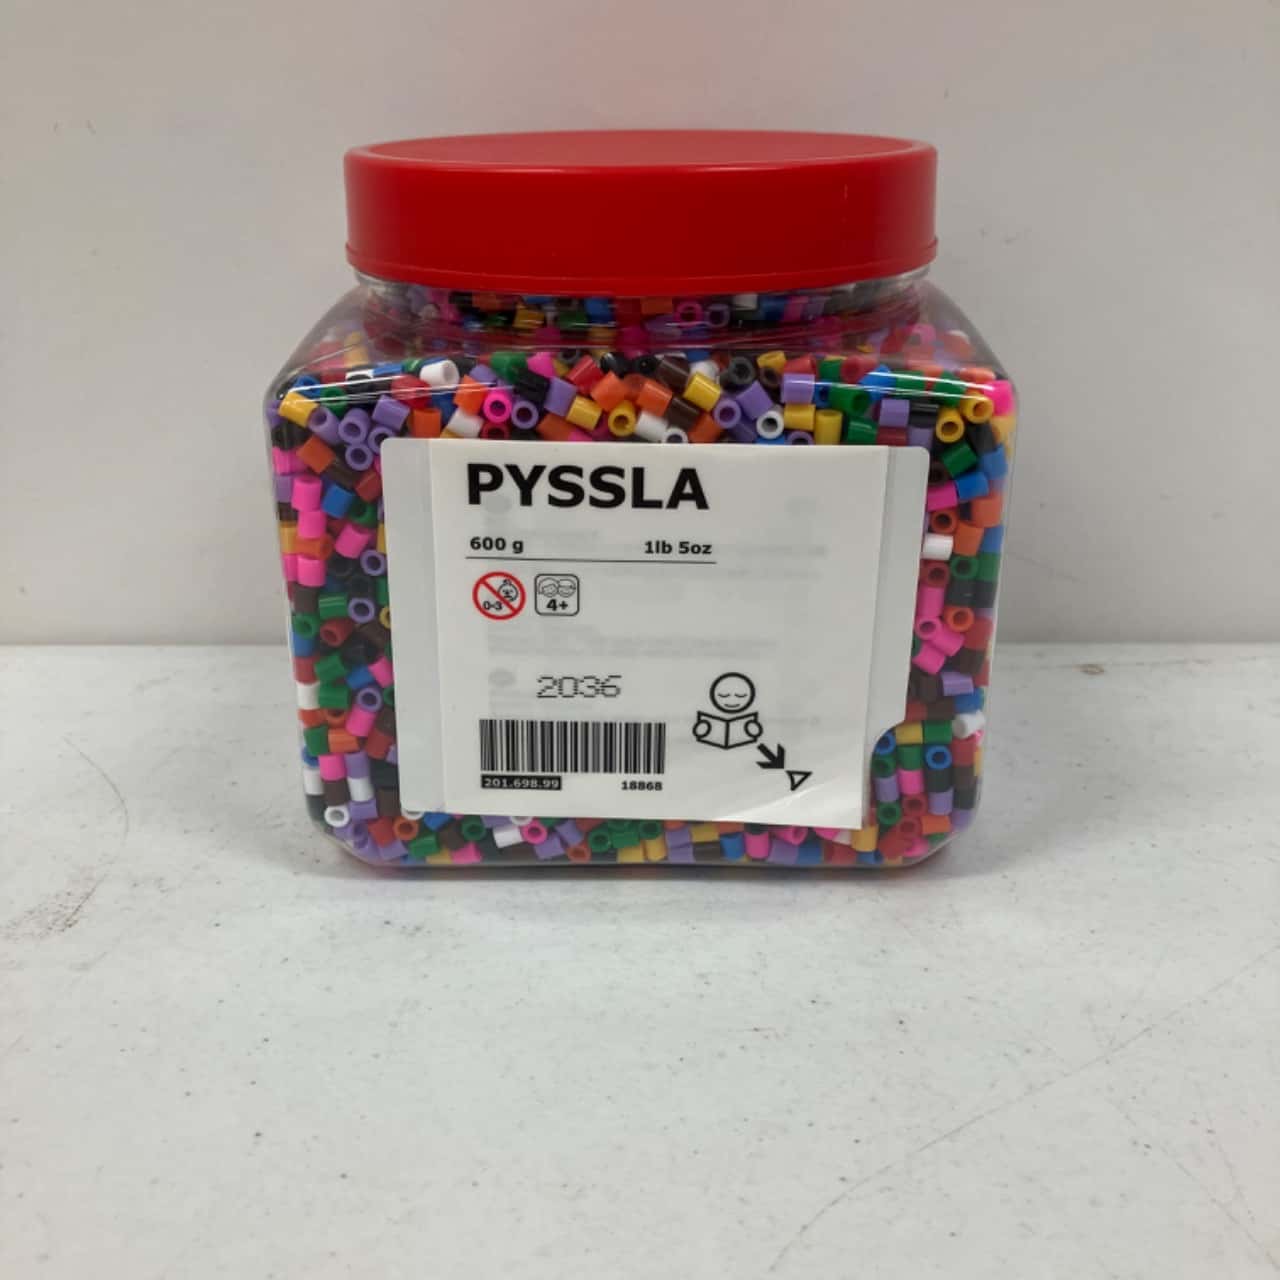 PYSSLA
600 g 1lb 5oz
0-3 4+
2036
201.698.99 18868